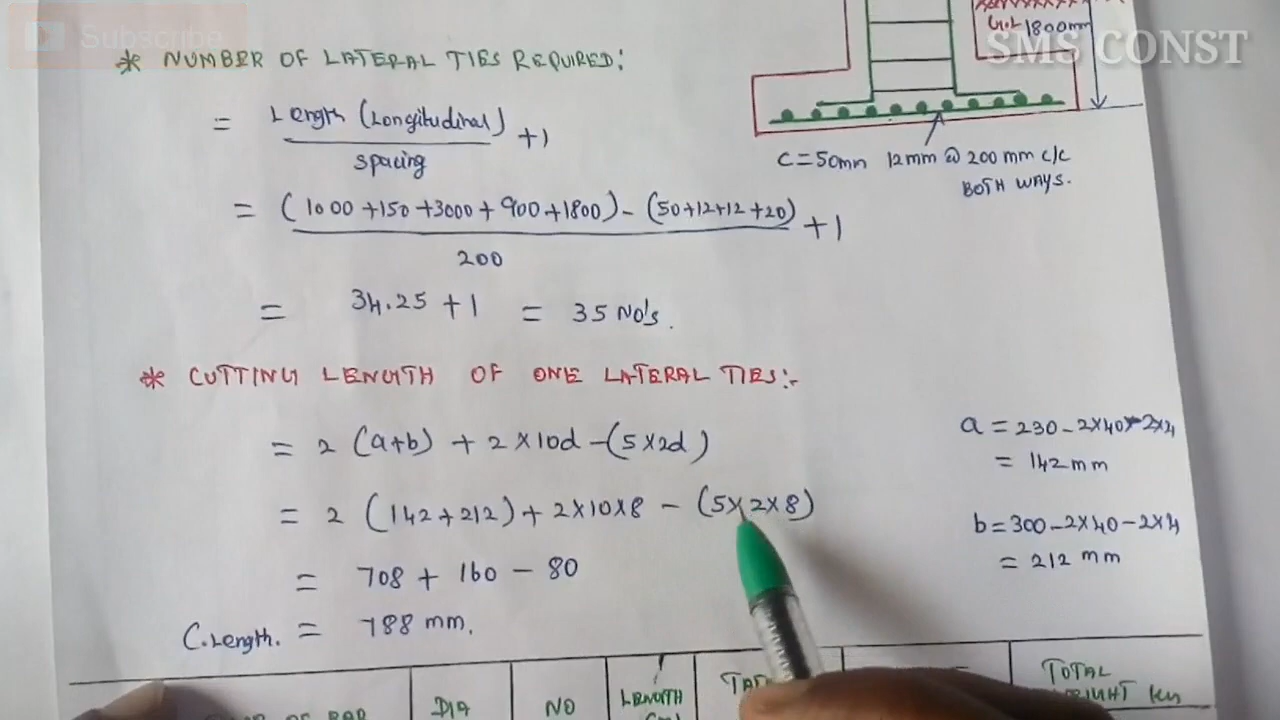 Subscribe
SMS CONST
* NUMBER OF LATERAL TIES REQUIRED:
= Length (Longitudinal) / spacing + 1
= (1000 + 150 + 3000 + 900 + 1800) - (50+12+12+20) / 200 + 1
= 34.25 + 1 = 35 No's.
1800mm
C = 50mm 12mm @ 200 mm c/c
BOTH WAYS.
* CUTTING LENGTH OF ONE LATERAL TIES:-
= 2 (a+b) + 2 × 10d - (5 × 2d)
= 2 (142 + 212) + 2 × 10 × 8 - (5 × 2 × 8)
= 708 + 160 - 80
C. Length. = 788 mm.
a = 230 - 2×40 - 2×4
= 142 mm
b = 300 - 2×40 - 2×4
= 212 mm
OF BAR DIA NO LENGTH TOTAL